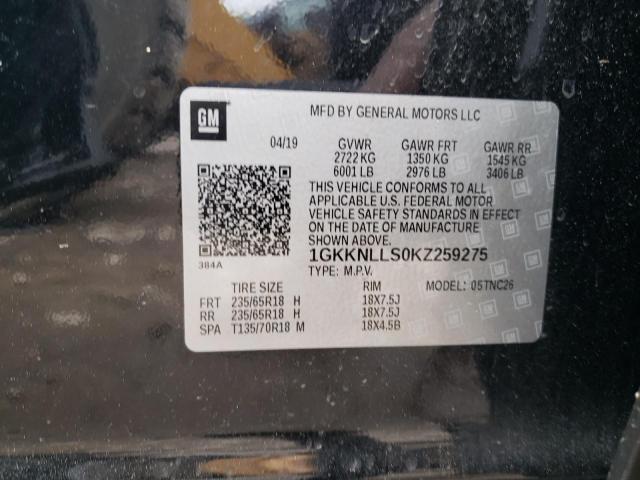 GM
MFD BY GENERAL MOTORS LLC
04/19 GVWR GAWR FRT GAWR RR
2722 KG 1350 KG 1545 KG
6001 LB 2976 LB 3406 LB
THIS VEHICLE CONFORMS TO ALL
APPLICABLE U.S. FEDERAL MOTOR
VEHICLE SAFETY STANDARDS IN EFFECT
ON THE DATE OF MANUFACTURE
SHOWN ABOVE.
384A 1GKKNLLS0KZ259275
TYPE: M.P.V. MODEL: 05TNC26
TIRE SIZE RIM
FRT 235/65R18 H 18X7.5J
RR 235/65R18 H 18X7.5J
SPA T135/70R18 M 18X4.5B